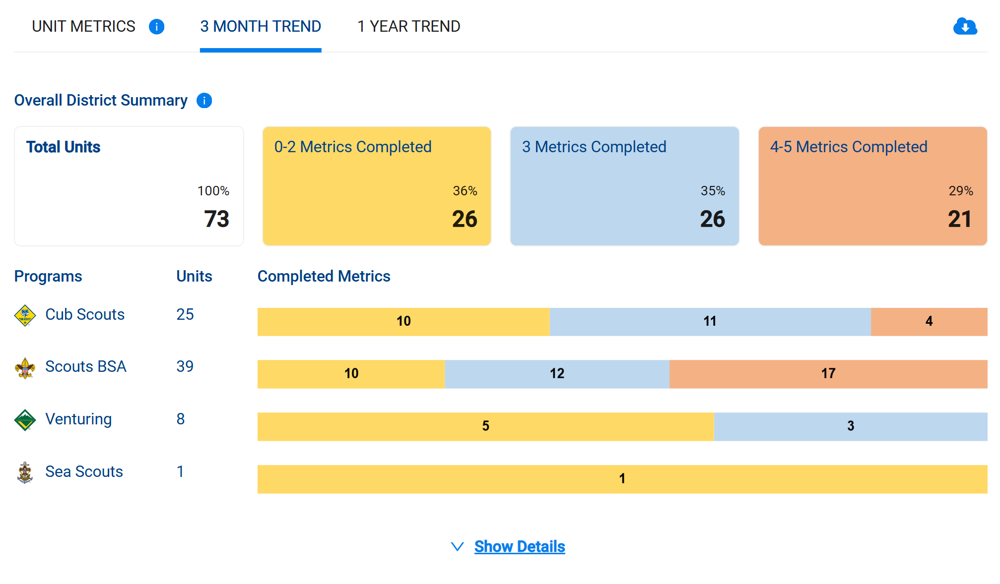 UNIT METRICS i 3 MONTH TREND 1 YEAR TREND
Overall District Summary i
Total Units
100%
73
0-2 Metrics Completed
36%
26
3 Metrics Completed
35%
26
4-5 Metrics Completed
29%
21
Programs Units Completed Metrics
Cub Scouts 25 10 11 4
Scouts BSA 39 10 12 17
Venturing 8 5 3
Sea Scouts 1 1
Show Details